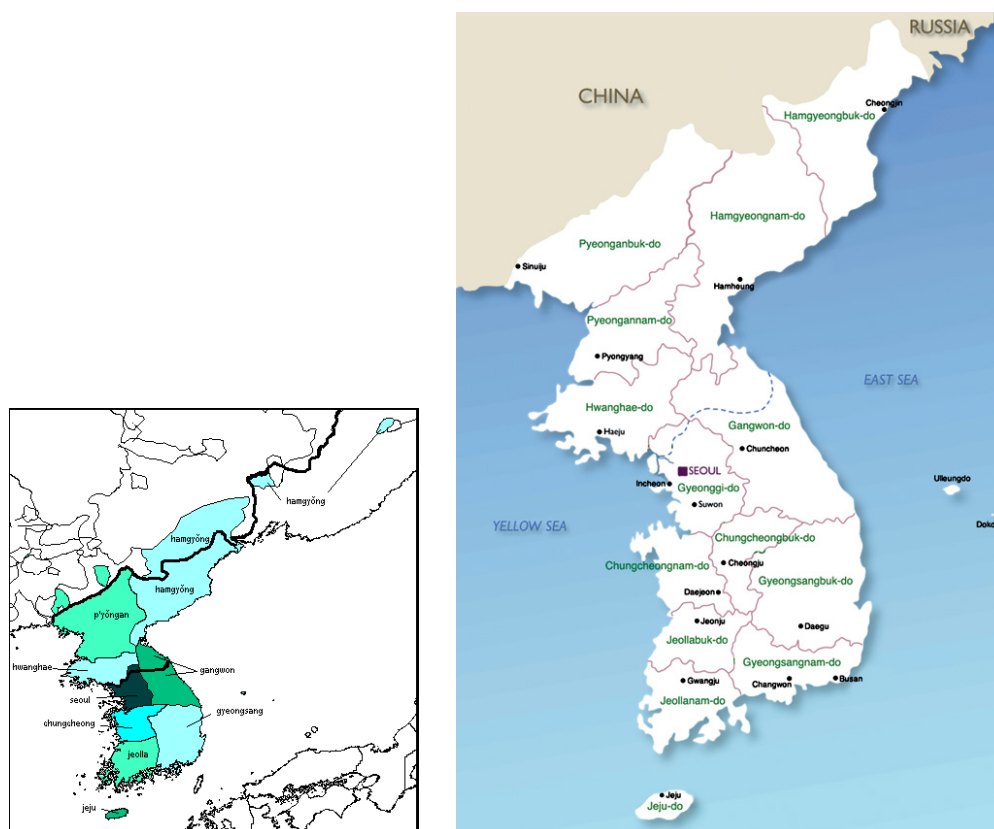 hamgyŏng
hamgyŏng
hamgyŏng
p'yŏngan
hwanghae
gangwon
seoul
gyeongsang
chungcheong
jeolla
jeju
RUSSIA
CHINA
Cheongjin
Hamgyeongbuk-do
Hamgyeongnam-do
Pyeonganbuk-do
Sinuiju
Hamheung
Pyeongannam-do
Pyongyang
EAST SEA
Hwanghae-do
Gangwon-do
Haeju
Chuncheon
SEOUL
Incheon
Gyeonggi-do
Ulleungdo
Suwon
YELLOW SEA
Dokd
Chungcheongbuk-do
Chungcheongnam-do
Cheongju
Gyeongsangbuk-do
Daejeon
Jeonju
Daegu
Jeollabuk-do
Gyeongsangnam-do
Gwangju
Changwon
Busan
Jeollanam-do
Jeju
Jeju-do